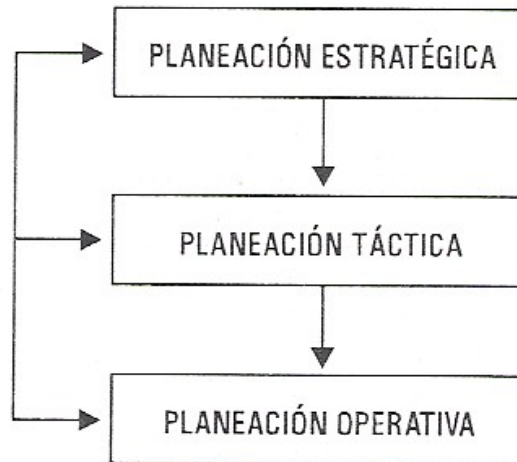 PLANEACIÓN ESTRATÉGICA
PLANEACIÓN TÁCTICA
PLANEACIÓN OPERATIVA